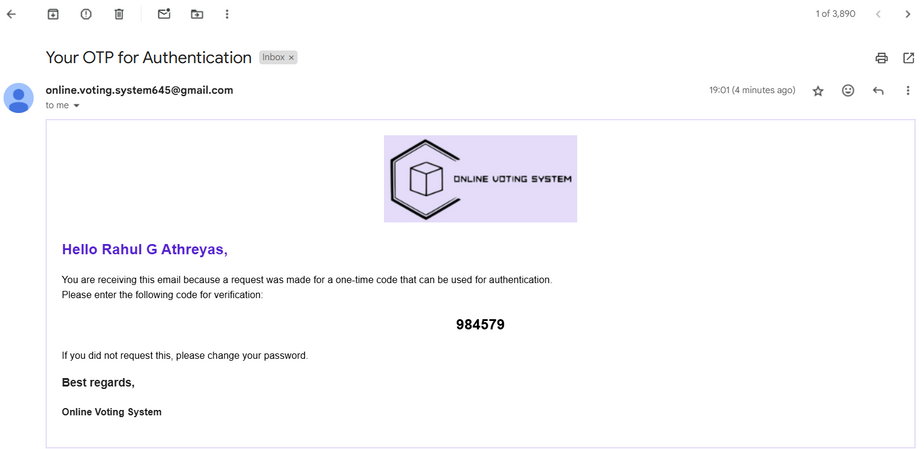 1 of 3,890
Your OTP for Authentication Inbox ×
online.voting.system645@gmail.com 19:01 (4 minutes ago)
to me
ONLINE VOTING SYSTEM
Hello Rahul G Athreyas,
You are receiving this email because a request was made for a one-time code that can be used for authentication.
Please enter the following code for verification:
984579
If you did not request this, please change your password.
Best regards,
Online Voting System